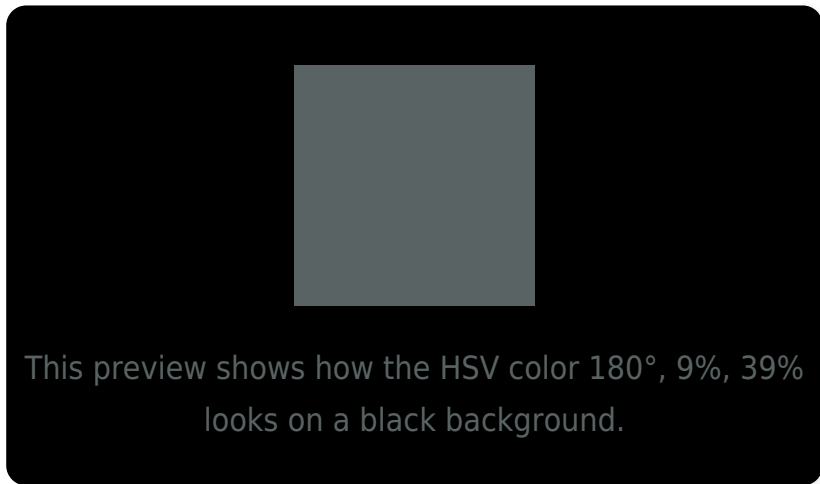 This preview shows how the HSV color 180°, 9%, 39%
looks on a black background.